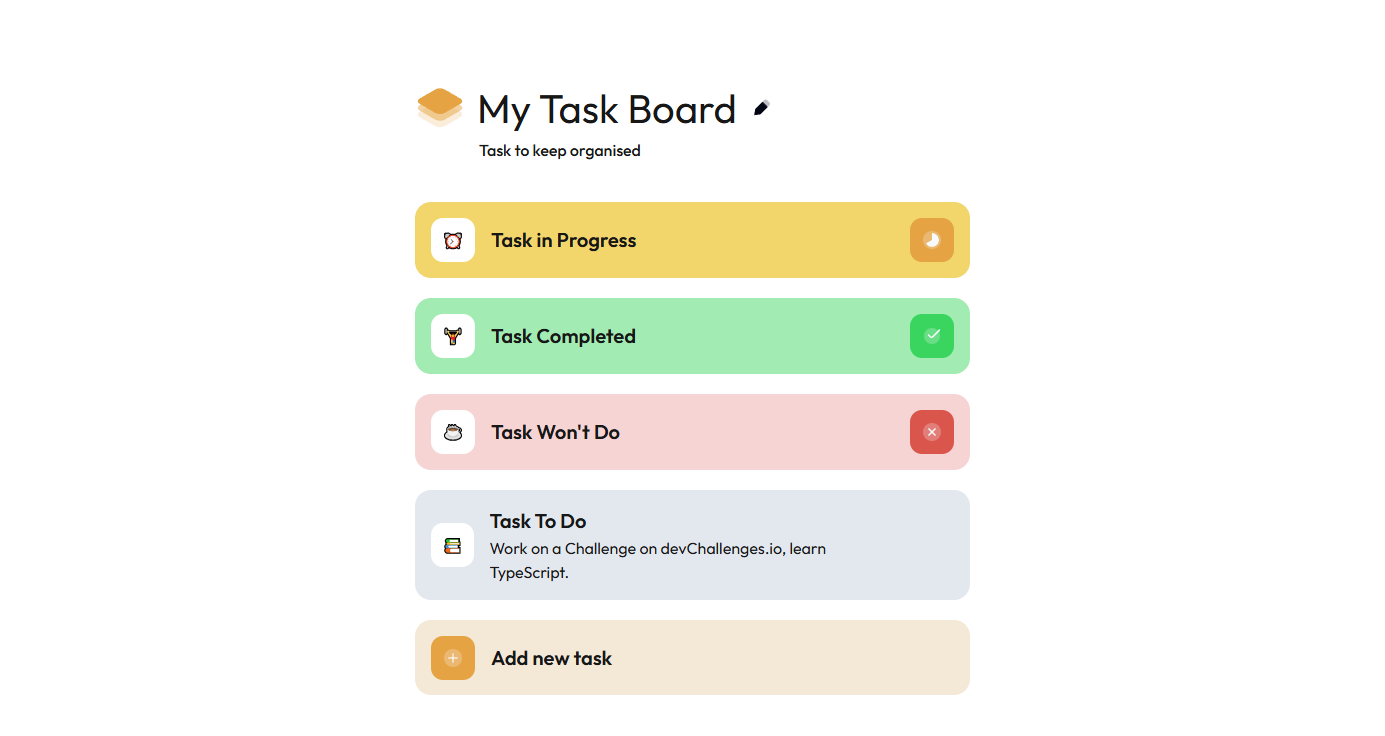 My Task Board
Task to keep organised
Task in Progress
Task Completed
Task Won't Do
Task To Do
Work on a Challenge on devChallenges.io, learn
TypeScript.
Add new task